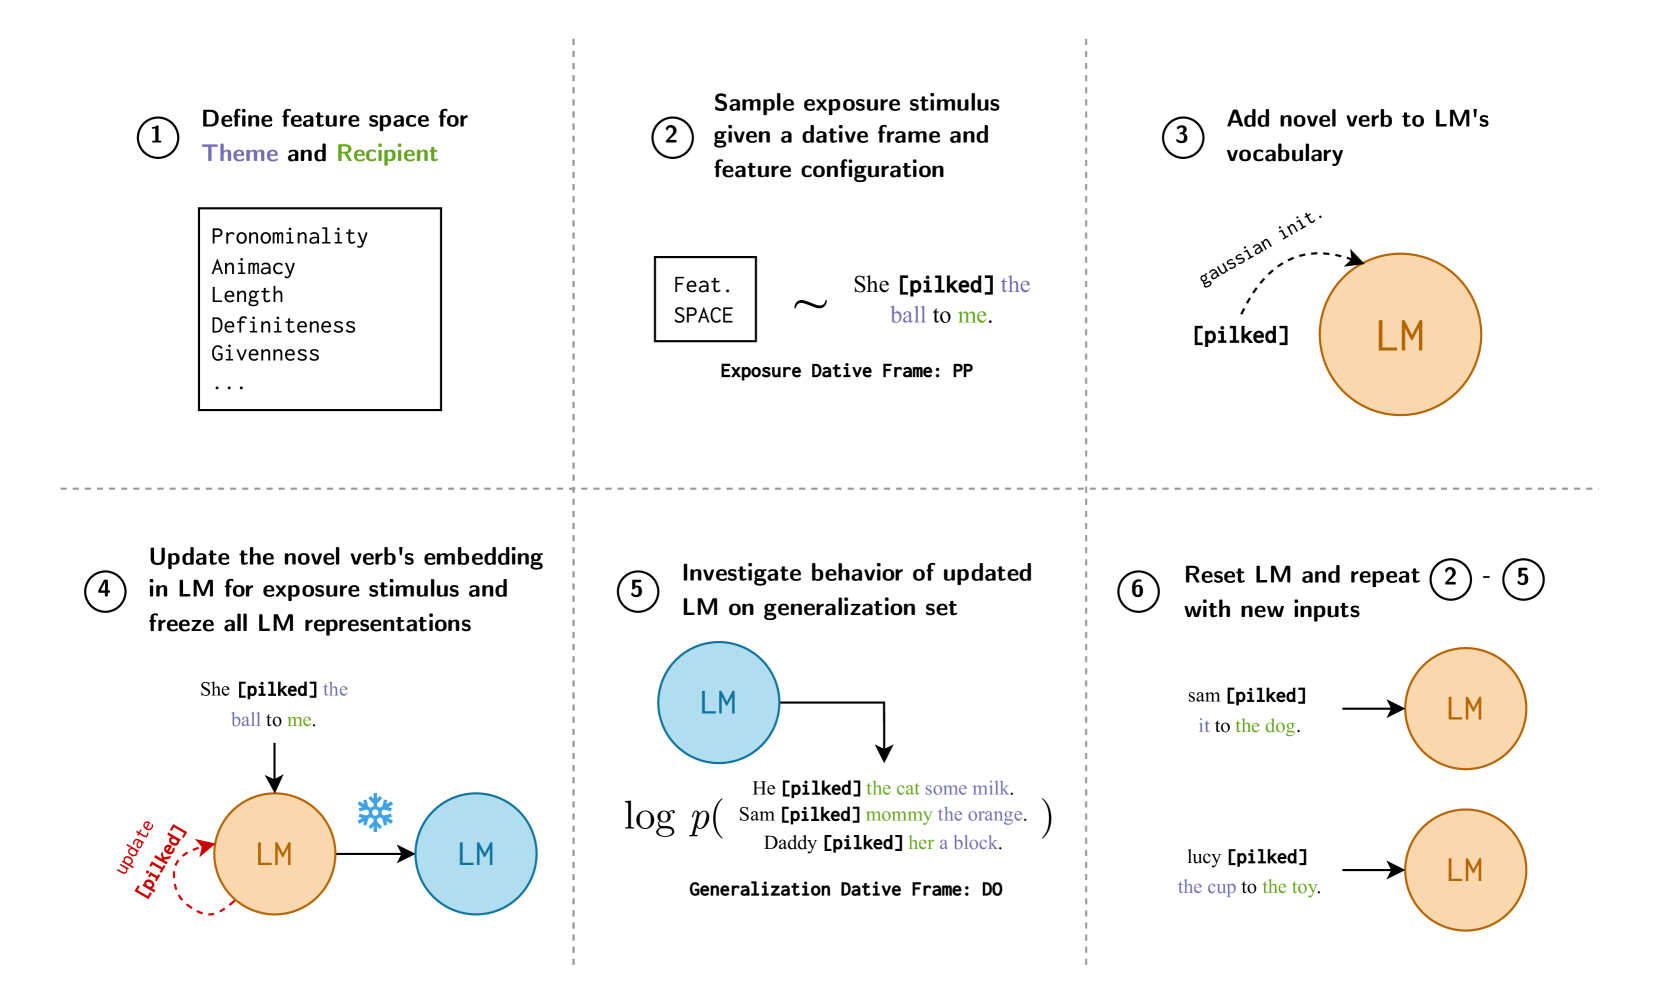 1
Define feature space for
Theme and Recipient
Pronominality
Animacy
Length
Definiteness
Givenness
...
2
Sample exposure stimulus
given a dative frame and
feature configuration
Feat.
SPACE
~
She [pilked] the
ball to me.
Exposure Dative Frame: PP
3
Add novel verb to LM's
vocabulary
gaussian init.
[pilked]
LM
4
Update the novel verb's embedding
in LM for exposure stimulus and
freeze all LM representations
She [pilked] the
ball to me.
update
[pilked]
LM
LM
5
Investigate behavior of updated
LM on generalization set
LM
He [pilked] the cat some milk.
log p( Sam [pilked] mommy the orange. )
Daddy [pilked] her a block.
Generalization Dative Frame: DO
6
Reset LM and repeat 2 - 5
with new inputs
sam [pilked]
it to the dog.
LM
lucy [pilked]
the cup to the toy.
LM